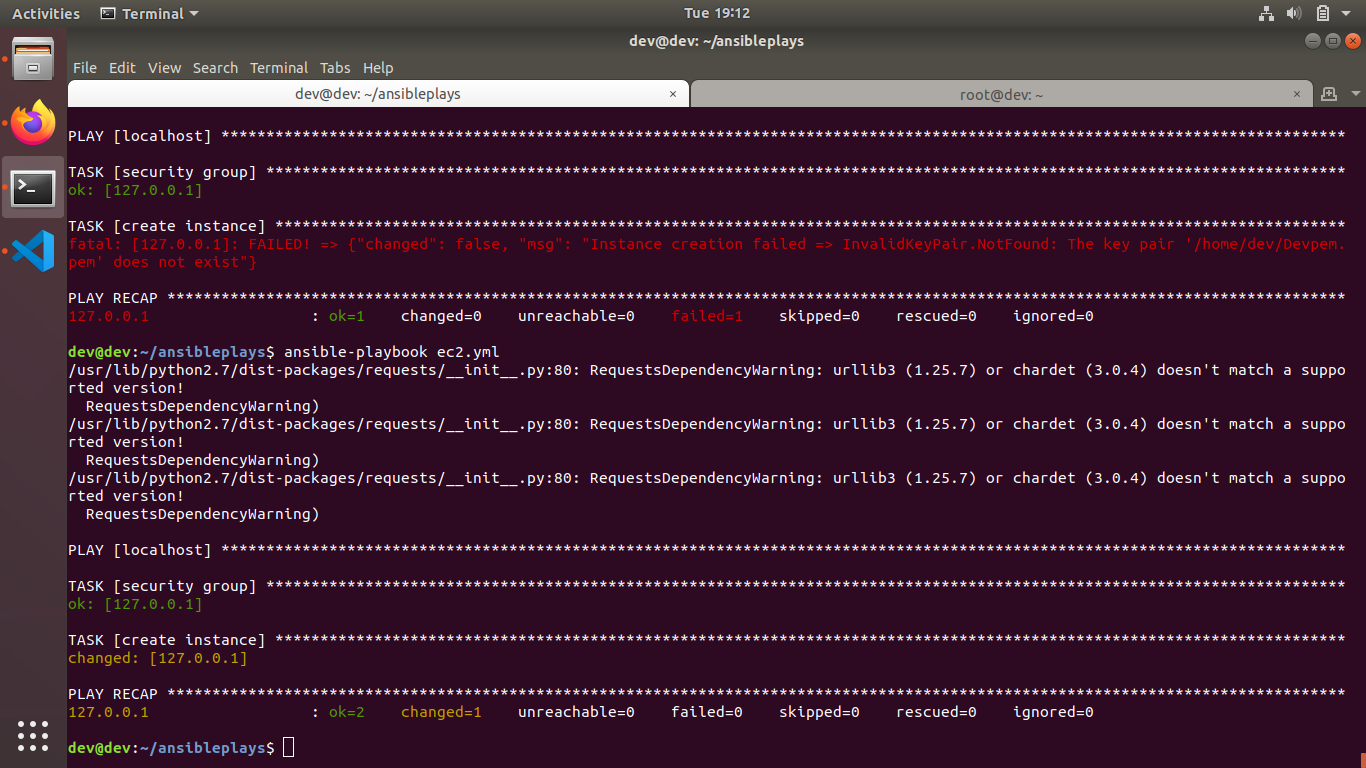 Activities Terminal Tue 19:12
dev@dev: ~/ansibleplays
File Edit View Search Terminal Tabs Help
dev@dev: ~/ansibleplays × root@dev: ~ ×
PLAY [localhost] *****************************************************************************************************************************
TASK [security group] ************************************************************************************************************************
ok: [127.0.0.1]
TASK [create instance] ***********************************************************************************************************************
fatal: [127.0.0.1]: FAILED! => {"changed": false, "msg": "Instance creation failed => InvalidKeyPair.NotFound: The key pair '/home/dev/Devpem.
pem' does not exist"}
PLAY RECAP ***********************************************************************************************************************************
127.0.0.1                  : ok=1    changed=0    unreachable=0    failed=1    skipped=0    rescued=0    ignored=0
dev@dev:~/ansibleplays$ ansible-playbook ec2.yml
/usr/lib/python2.7/dist-packages/requests/__init__.py:80: RequestsDependencyWarning: urllib3 (1.25.7) or chardet (3.0.4) doesn't match a suppo
rted version!
  RequestsDependencyWarning)
/usr/lib/python2.7/dist-packages/requests/__init__.py:80: RequestsDependencyWarning: urllib3 (1.25.7) or chardet (3.0.4) doesn't match a suppo
rted version!
  RequestsDependencyWarning)
/usr/lib/python2.7/dist-packages/requests/__init__.py:80: RequestsDependencyWarning: urllib3 (1.25.7) or chardet (3.0.4) doesn't match a suppo
rted version!
  RequestsDependencyWarning)
PLAY [localhost] *****************************************************************************************************************************
TASK [security group] ************************************************************************************************************************
ok: [127.0.0.1]
TASK [create instance] ***********************************************************************************************************************
changed: [127.0.0.1]
PLAY RECAP ***********************************************************************************************************************************
127.0.0.1                  : ok=2    changed=1    unreachable=0    failed=0    skipped=0    rescued=0    ignored=0
dev@dev:~/ansibleplays$